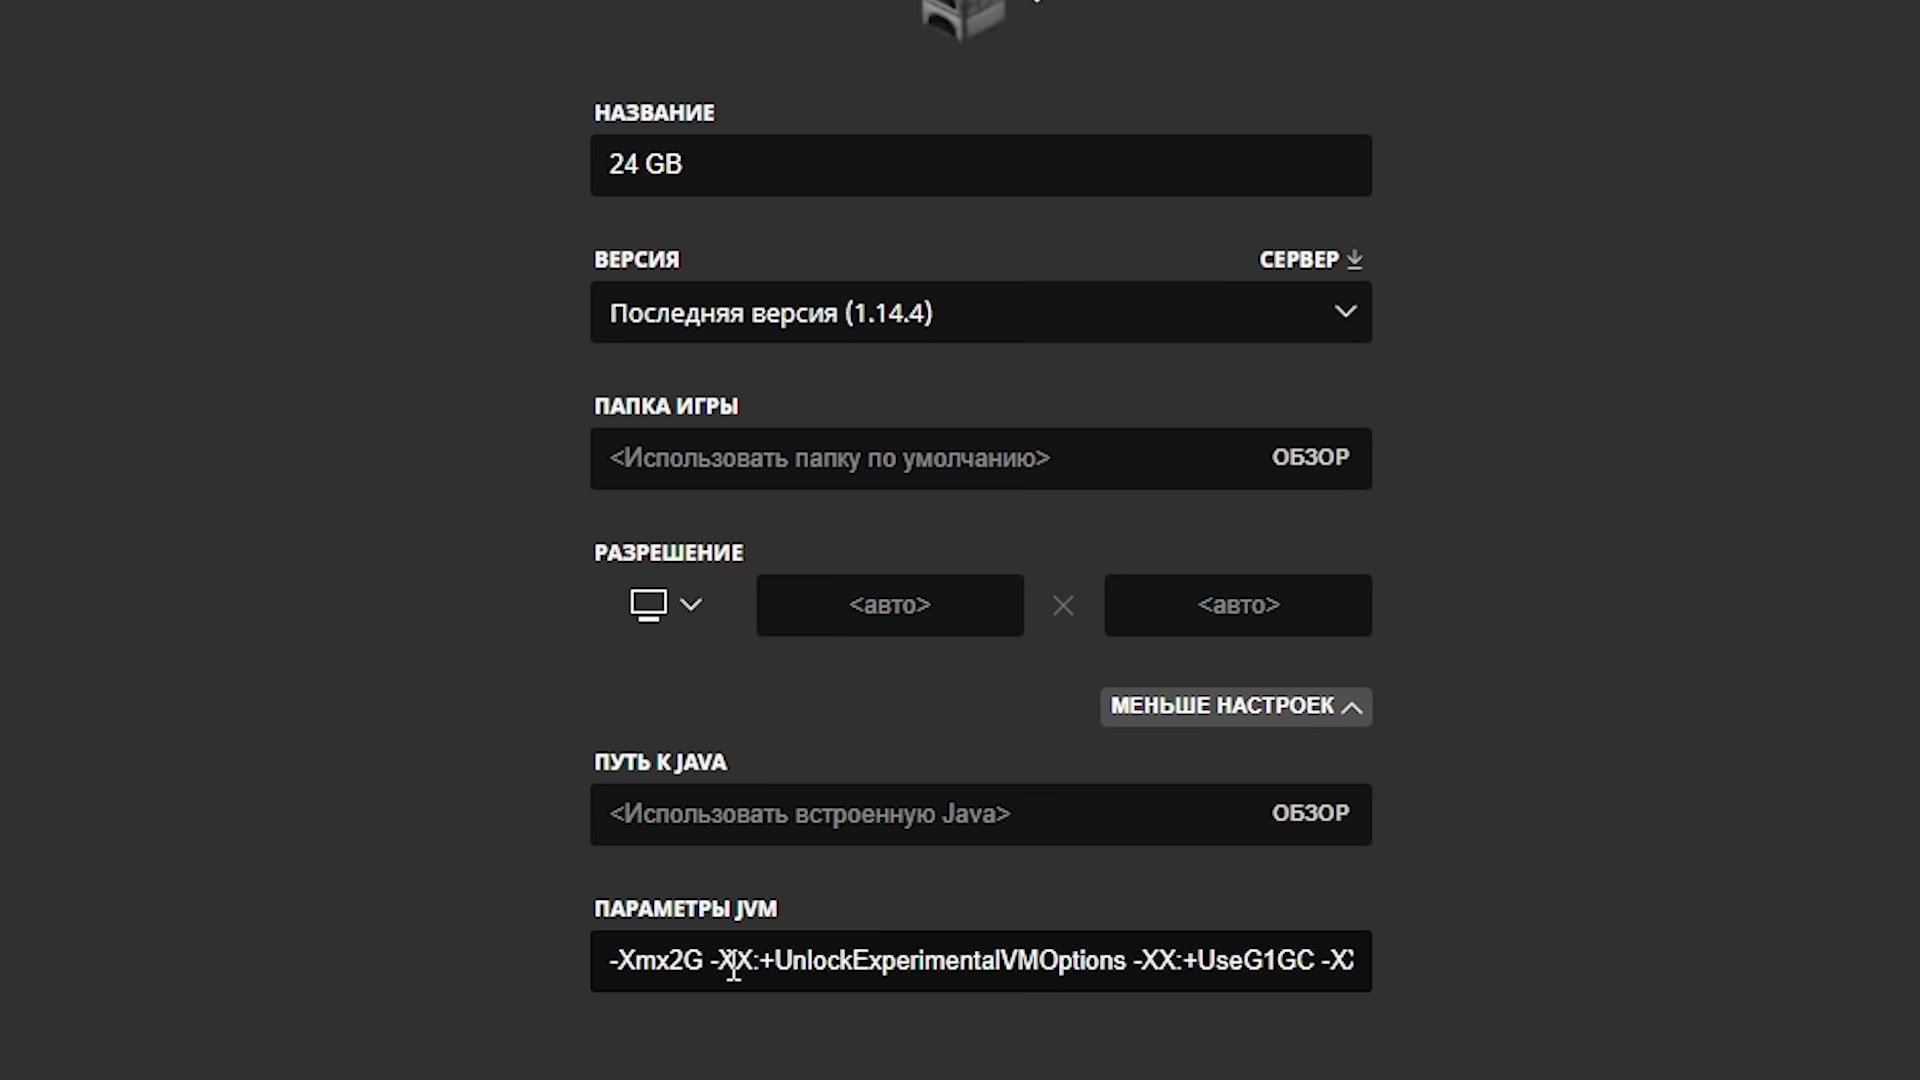 НАЗВАНИЕ
24 GB
ВЕРСИЯ
СЕРВЕР
Последняя версия (1.14.4)
ПАПКА ИГРЫ
<Использовать папку по умолчанию>
ОБЗОР
РАЗРЕШЕНИЕ
<авто>
<авто>
МЕНЬШЕ НАСТРОЕК
ПУТЬ К JAVA
<Использовать встроенную Java>
ОБЗОР
ПАРАМЕТРЫ JVM
-Xmx2G -XX:+UnlockExperimentalVMOptions -XX:+UseG1GC -XX